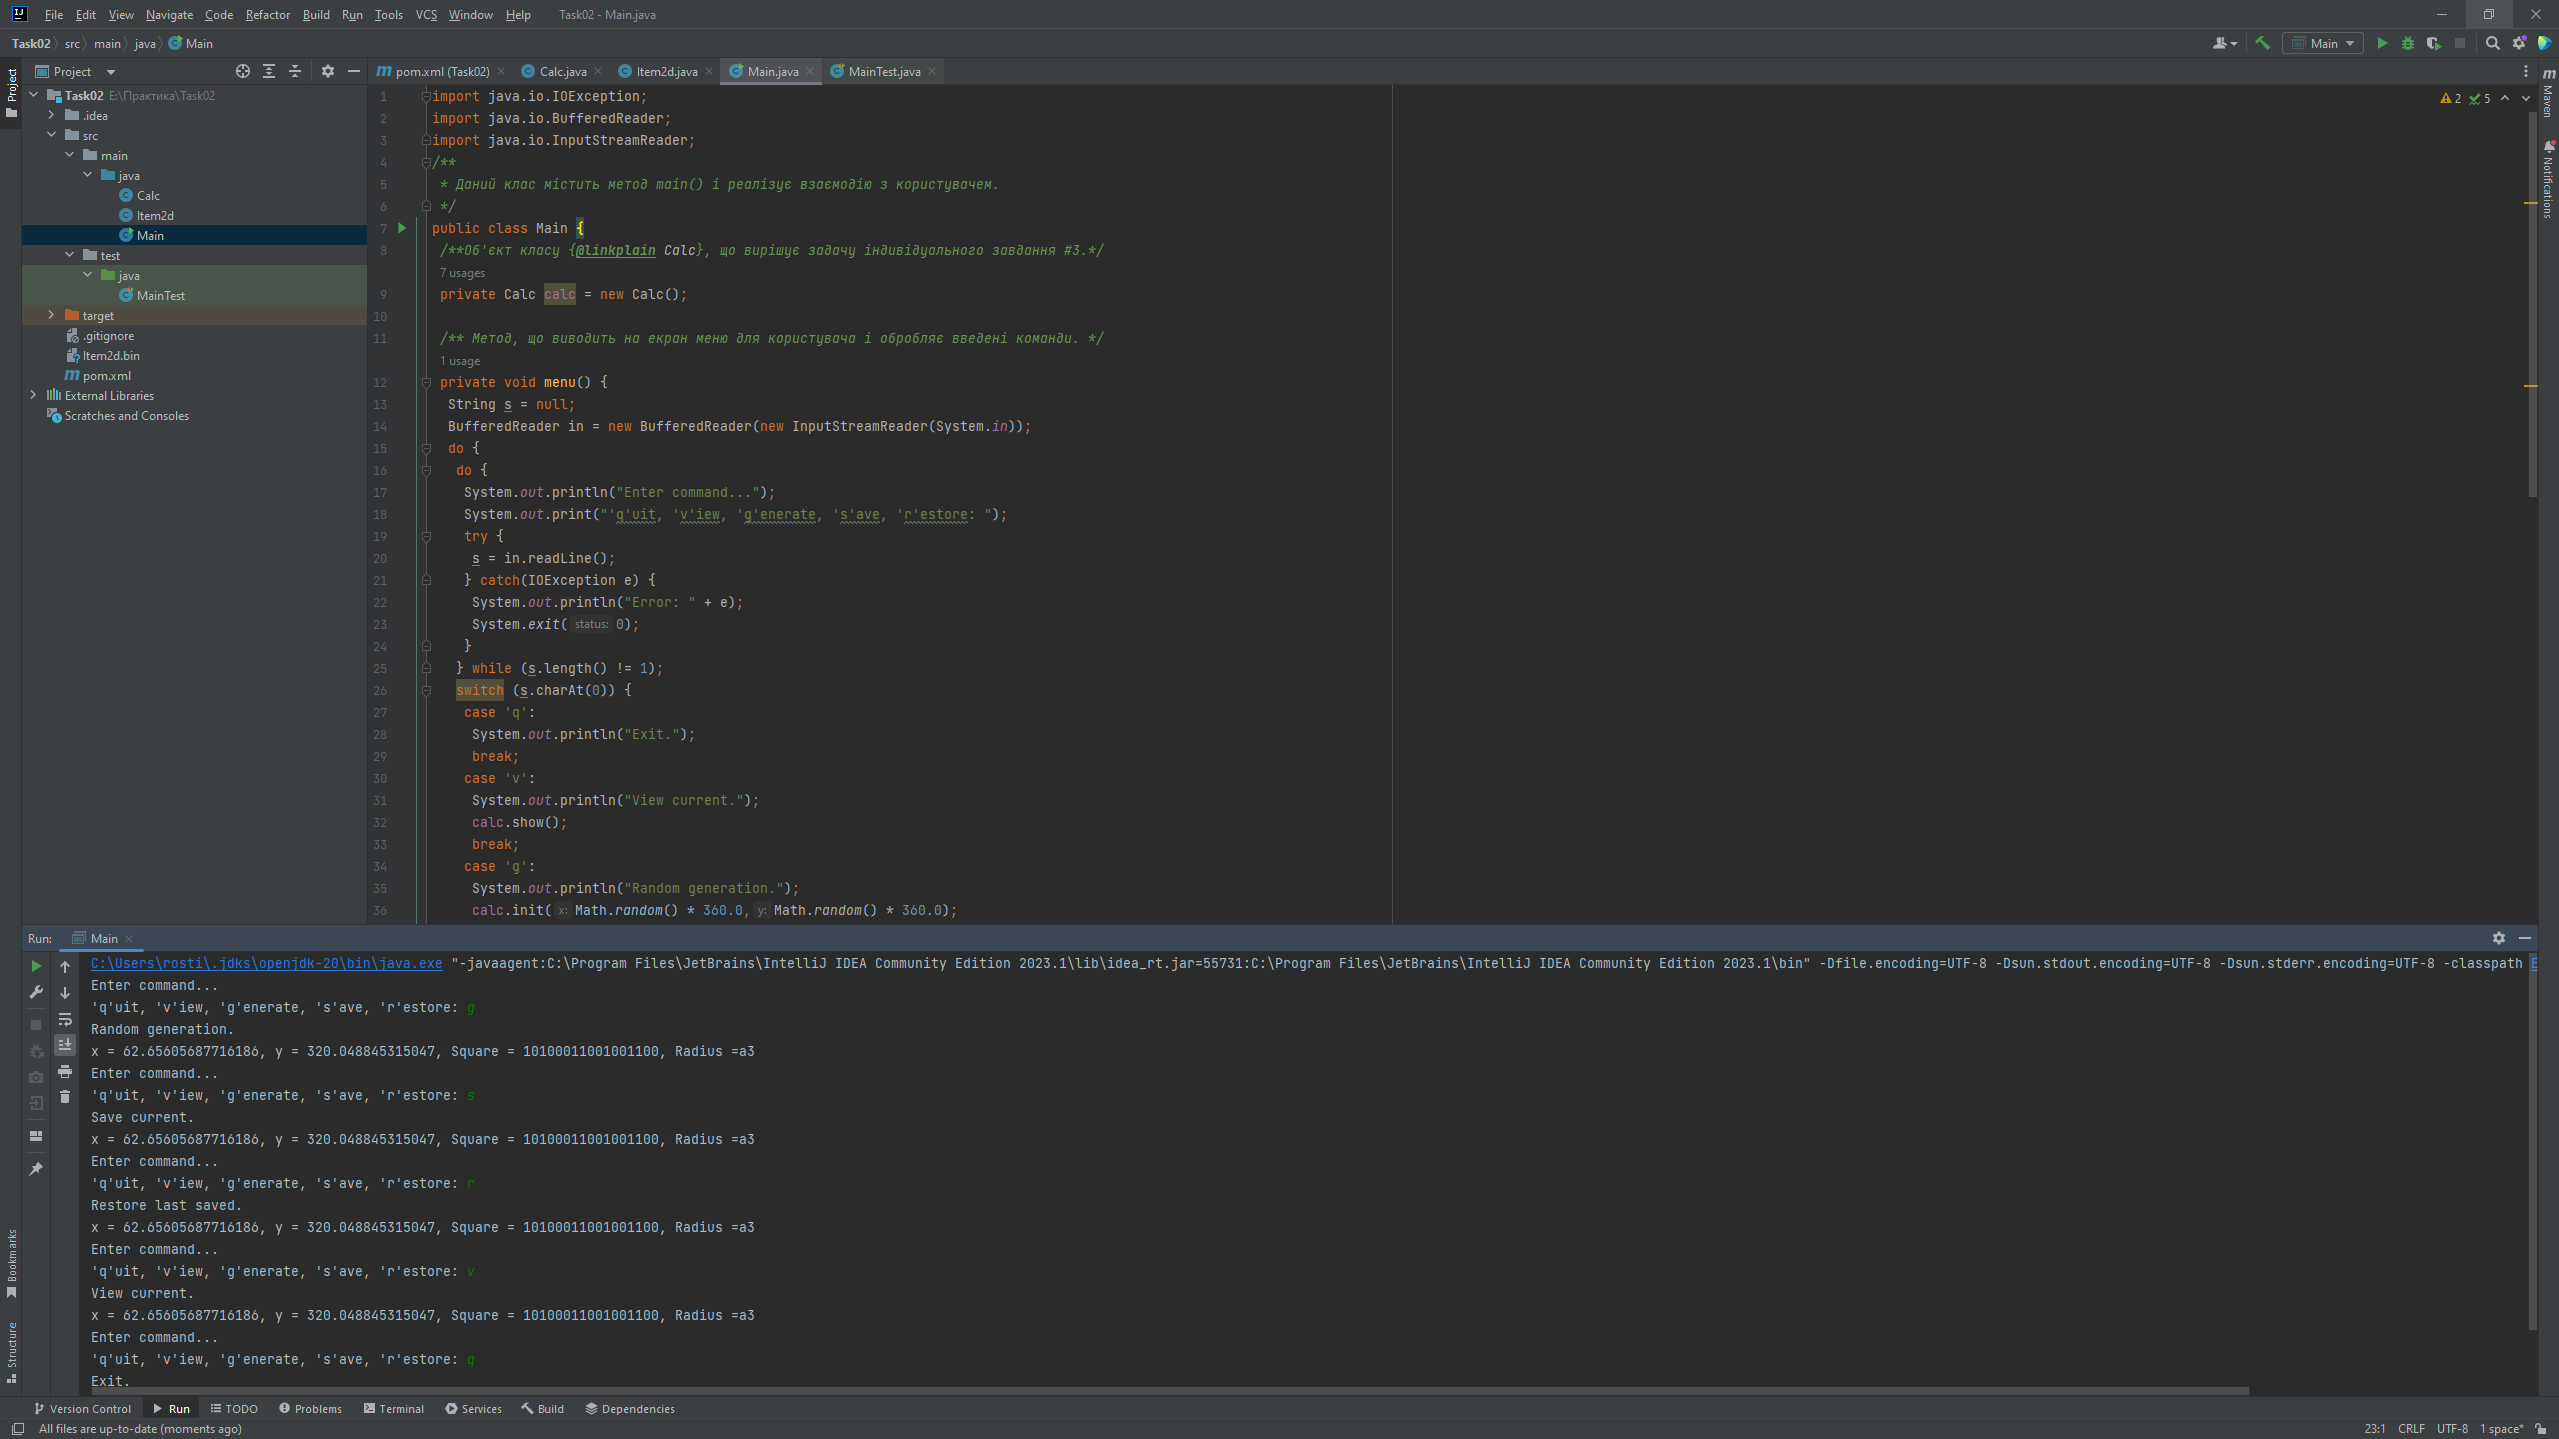 File Edit View Navigate Code Refactor Build Run Tools VCS Window Help Task02 - Main.java
Task02 src main java Main
Main
Project
pom.xml (Task02) Calc.java Item2d.java Main.java MainTest.java
Project
Task02 E:\Практика\Task02
.idea
src
main
java
Calc
Item2d
Main
test
java
MainTest
target
.gitignore
Item2d.bin
pom.xml
External Libraries
Scratches and Consoles
2 5
1 import java.io.IOException;
2 import java.io.BufferedReader;
3 import java.io.InputStreamReader;
4 /**
5 * Даний клас містить метод main() і реалізує взаємодію з користувачем.
6 */
7 public class Main {
8 /**Об'єкт класу {@linkplain Calc}, що вирішує задачу індивідуального завдання #3.*/
7 usages
9 private Calc calc = new Calc();
10
11 /** Метод, що виводить на екран меню для користувача і обробляє введені команди. */
1 usage
12 private void menu() {
13 String s = null;
14 BufferedReader in = new BufferedReader(new InputStreamReader(System.in));
15 do {
16 do {
17 System.out.println("Enter command...");
18 System.out.print("'q'uit, 'v'iew, 'g'enerate, 's'ave, 'r'estore: ");
19 try {
20 s = in.readLine();
21 } catch(IOException e) {
22 System.out.println("Error: " + e);
23 System.exit( status: 0);
24 }
25 } while (s.length() != 1);
26 switch (s.charAt(0)) {
27 case 'q':
28 System.out.println("Exit.");
29 break;
30 case 'v':
31 System.out.println("View current.");
32 calc.show();
33 break;
34 case 'g':
35 System.out.println("Random generation.");
36 calc.init( x: Math.random() * 360.0, y: Math.random() * 360.0);
Maven
Notifications
Run: Main
C:\Users\rosti\.jdks\openjdk-20\bin\java.exe "-javaagent:C:\Program Files\JetBrains\IntelliJ IDEA Community Edition 2023.1\lib\idea_rt.jar=55731:C:\Program Files\JetBrains\IntelliJ IDEA Community Edition 2023.1\bin" -Dfile.encoding=UTF-8 -Dsun.stdout.encoding=UTF-8 -Dsun.stderr.encoding=UTF-8 -classpath E
Enter command...
'q'uit, 'v'iew, 'g'enerate, 's'ave, 'r'estore: g
Random generation.
x = 62.65605687716186, y = 320.048845315047, Square = 10100011001001100, Radius =a3
Enter command...
'q'uit, 'v'iew, 'g'enerate, 's'ave, 'r'estore: s
Save current.
x = 62.65605687716186, y = 320.048845315047, Square = 10100011001001100, Radius =a3
Enter command...
'q'uit, 'v'iew, 'g'enerate, 's'ave, 'r'estore: r
Restore last saved.
x = 62.65605687716186, y = 320.048845315047, Square = 10100011001001100, Radius =a3
Enter command...
'q'uit, 'v'iew, 'g'enerate, 's'ave, 'r'estore: v
View current.
x = 62.65605687716186, y = 320.048845315047, Square = 10100011001001100, Radius =a3
Enter command...
'q'uit, 'v'iew, 'g'enerate, 's'ave, 'r'estore: q
Exit.
Bookmarks
Structure
Version Control Run TODO Problems Terminal Services Build Dependencies
All files are up-to-date (moments ago) 23:1 CRLF UTF-8 1 space*